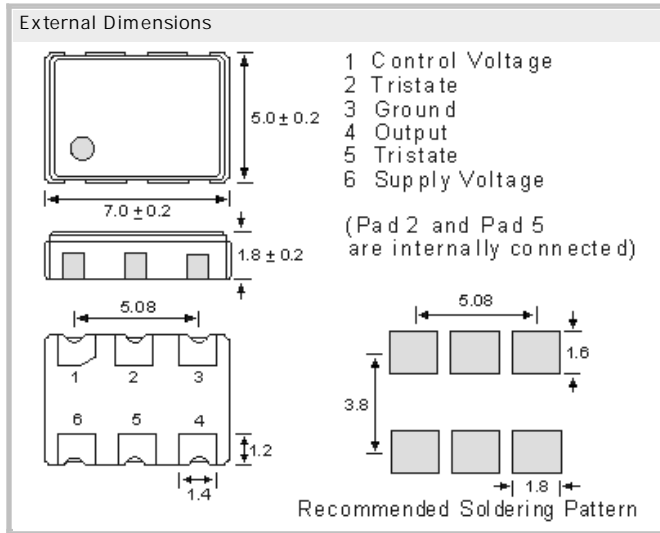 External Dimensions
1 Control Voltage
2 Tristate
3 Ground
4 Output
5 Tristate
6 Supply Voltage
(Pad 2 and Pad 5
are internally connected)
5.0 ± 0.2
7.0 ± 0.2
1.8 ± 0.2
5.08
1 2 3
6 5 4
1.2
1.4
5.08
1.6
3.8
1.8
Recommended Soldering Pattern